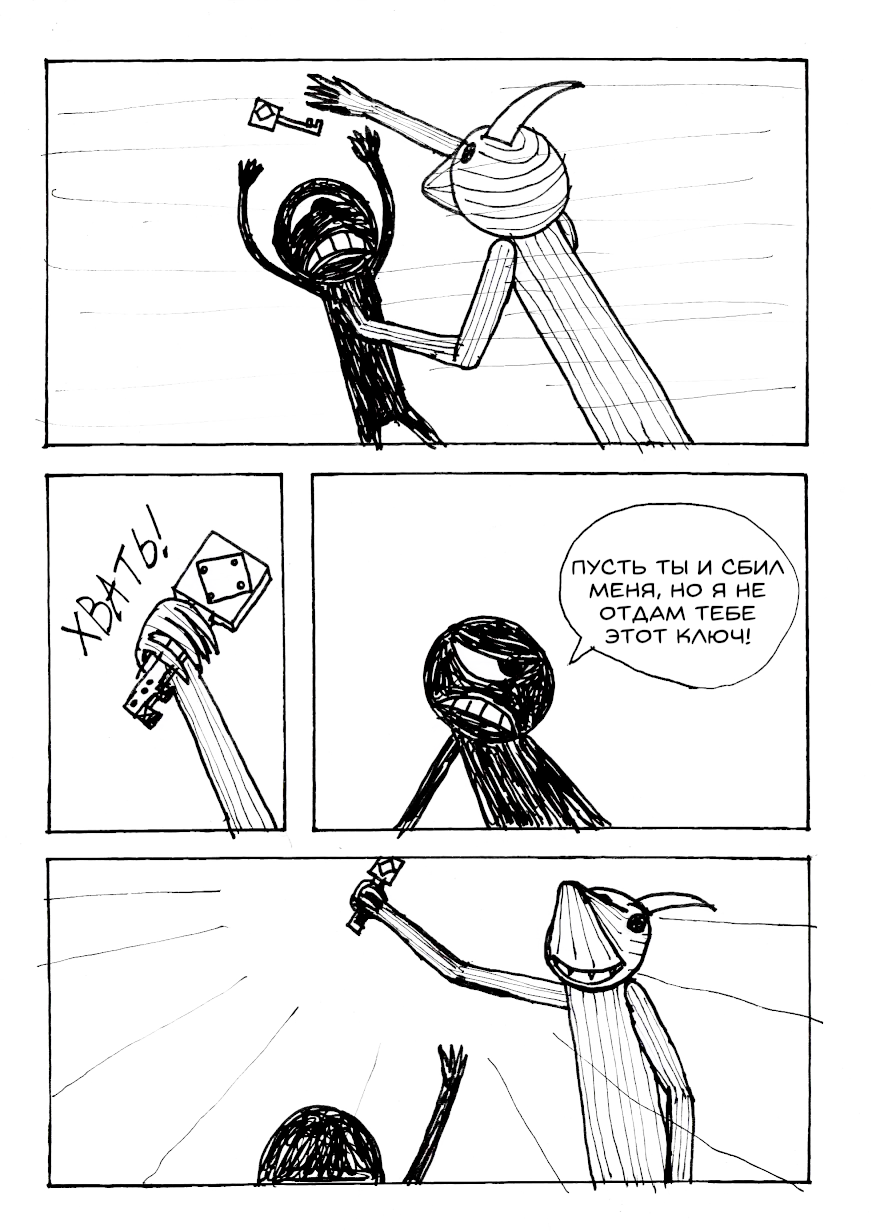 ХВАТЬ!
ПУСТЬ ТЫ И СБИЛ
МЕНЯ, НО Я НЕ
ОТДАМ ТЕБЕ
ЭТОТ КЛЮЧ!